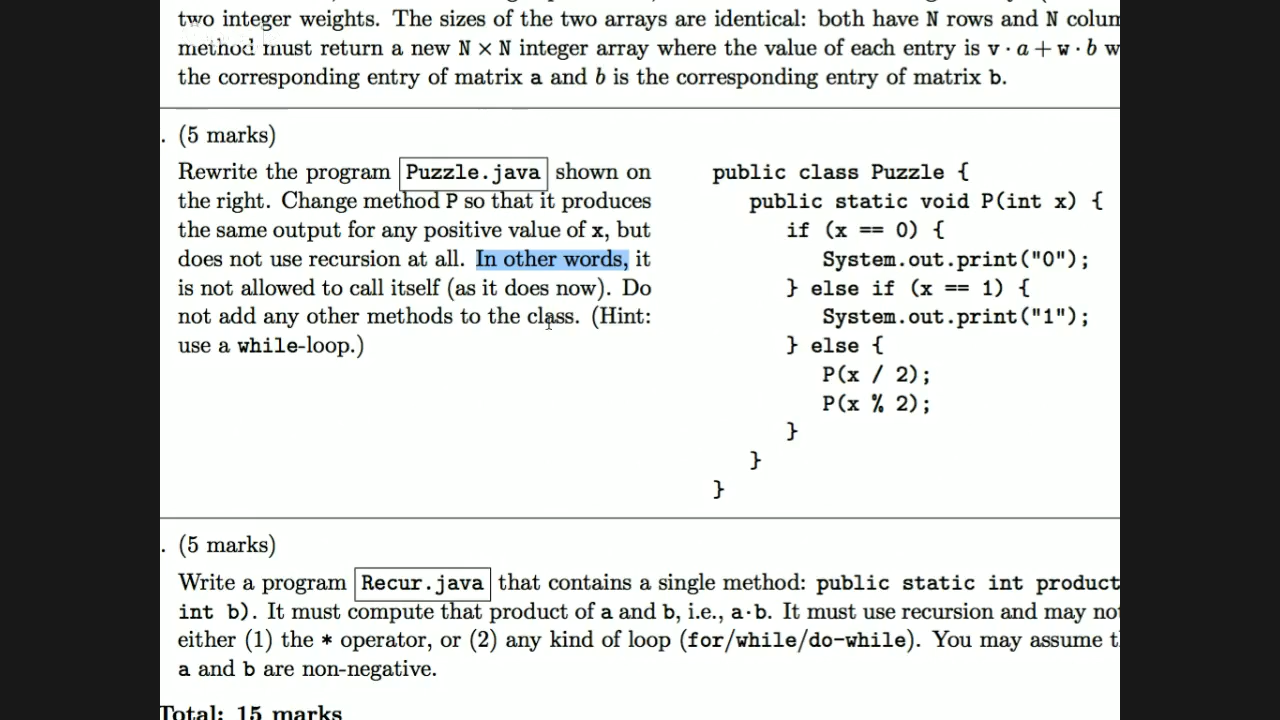 two integer weights. The sizes of the two arrays are identical: both have N rows and N colum
method must return a new N × N integer array where the value of each entry is v · a + w · b w
the corresponding entry of matrix a and b is the corresponding entry of matrix b.
. (5 marks)
Rewrite the program Puzzle.java shown on
the right. Change method P so that it produces
the same output for any positive value of x, but
does not use recursion at all. In other words, it
is not allowed to call itself (as it does now). Do
not add any other methods to the class. (Hint:
use a while-loop.)
public class Puzzle {
public static void P(int x) {
if (x == 0) {
System.out.print("0");
} else if (x == 1) {
System.out.print("1");
} else {
P(x / 2);
P(x % 2);
}
}
}
. (5 marks)
Write a program Recur.java that contains a single method: public static int product
int b). It must compute that product of a and b, i.e., a·b. It must use recursion and may no
either (1) the * operator, or (2) any kind of loop (for/while/do-while). You may assume t
a and b are non-negative.
Total: 15 marks